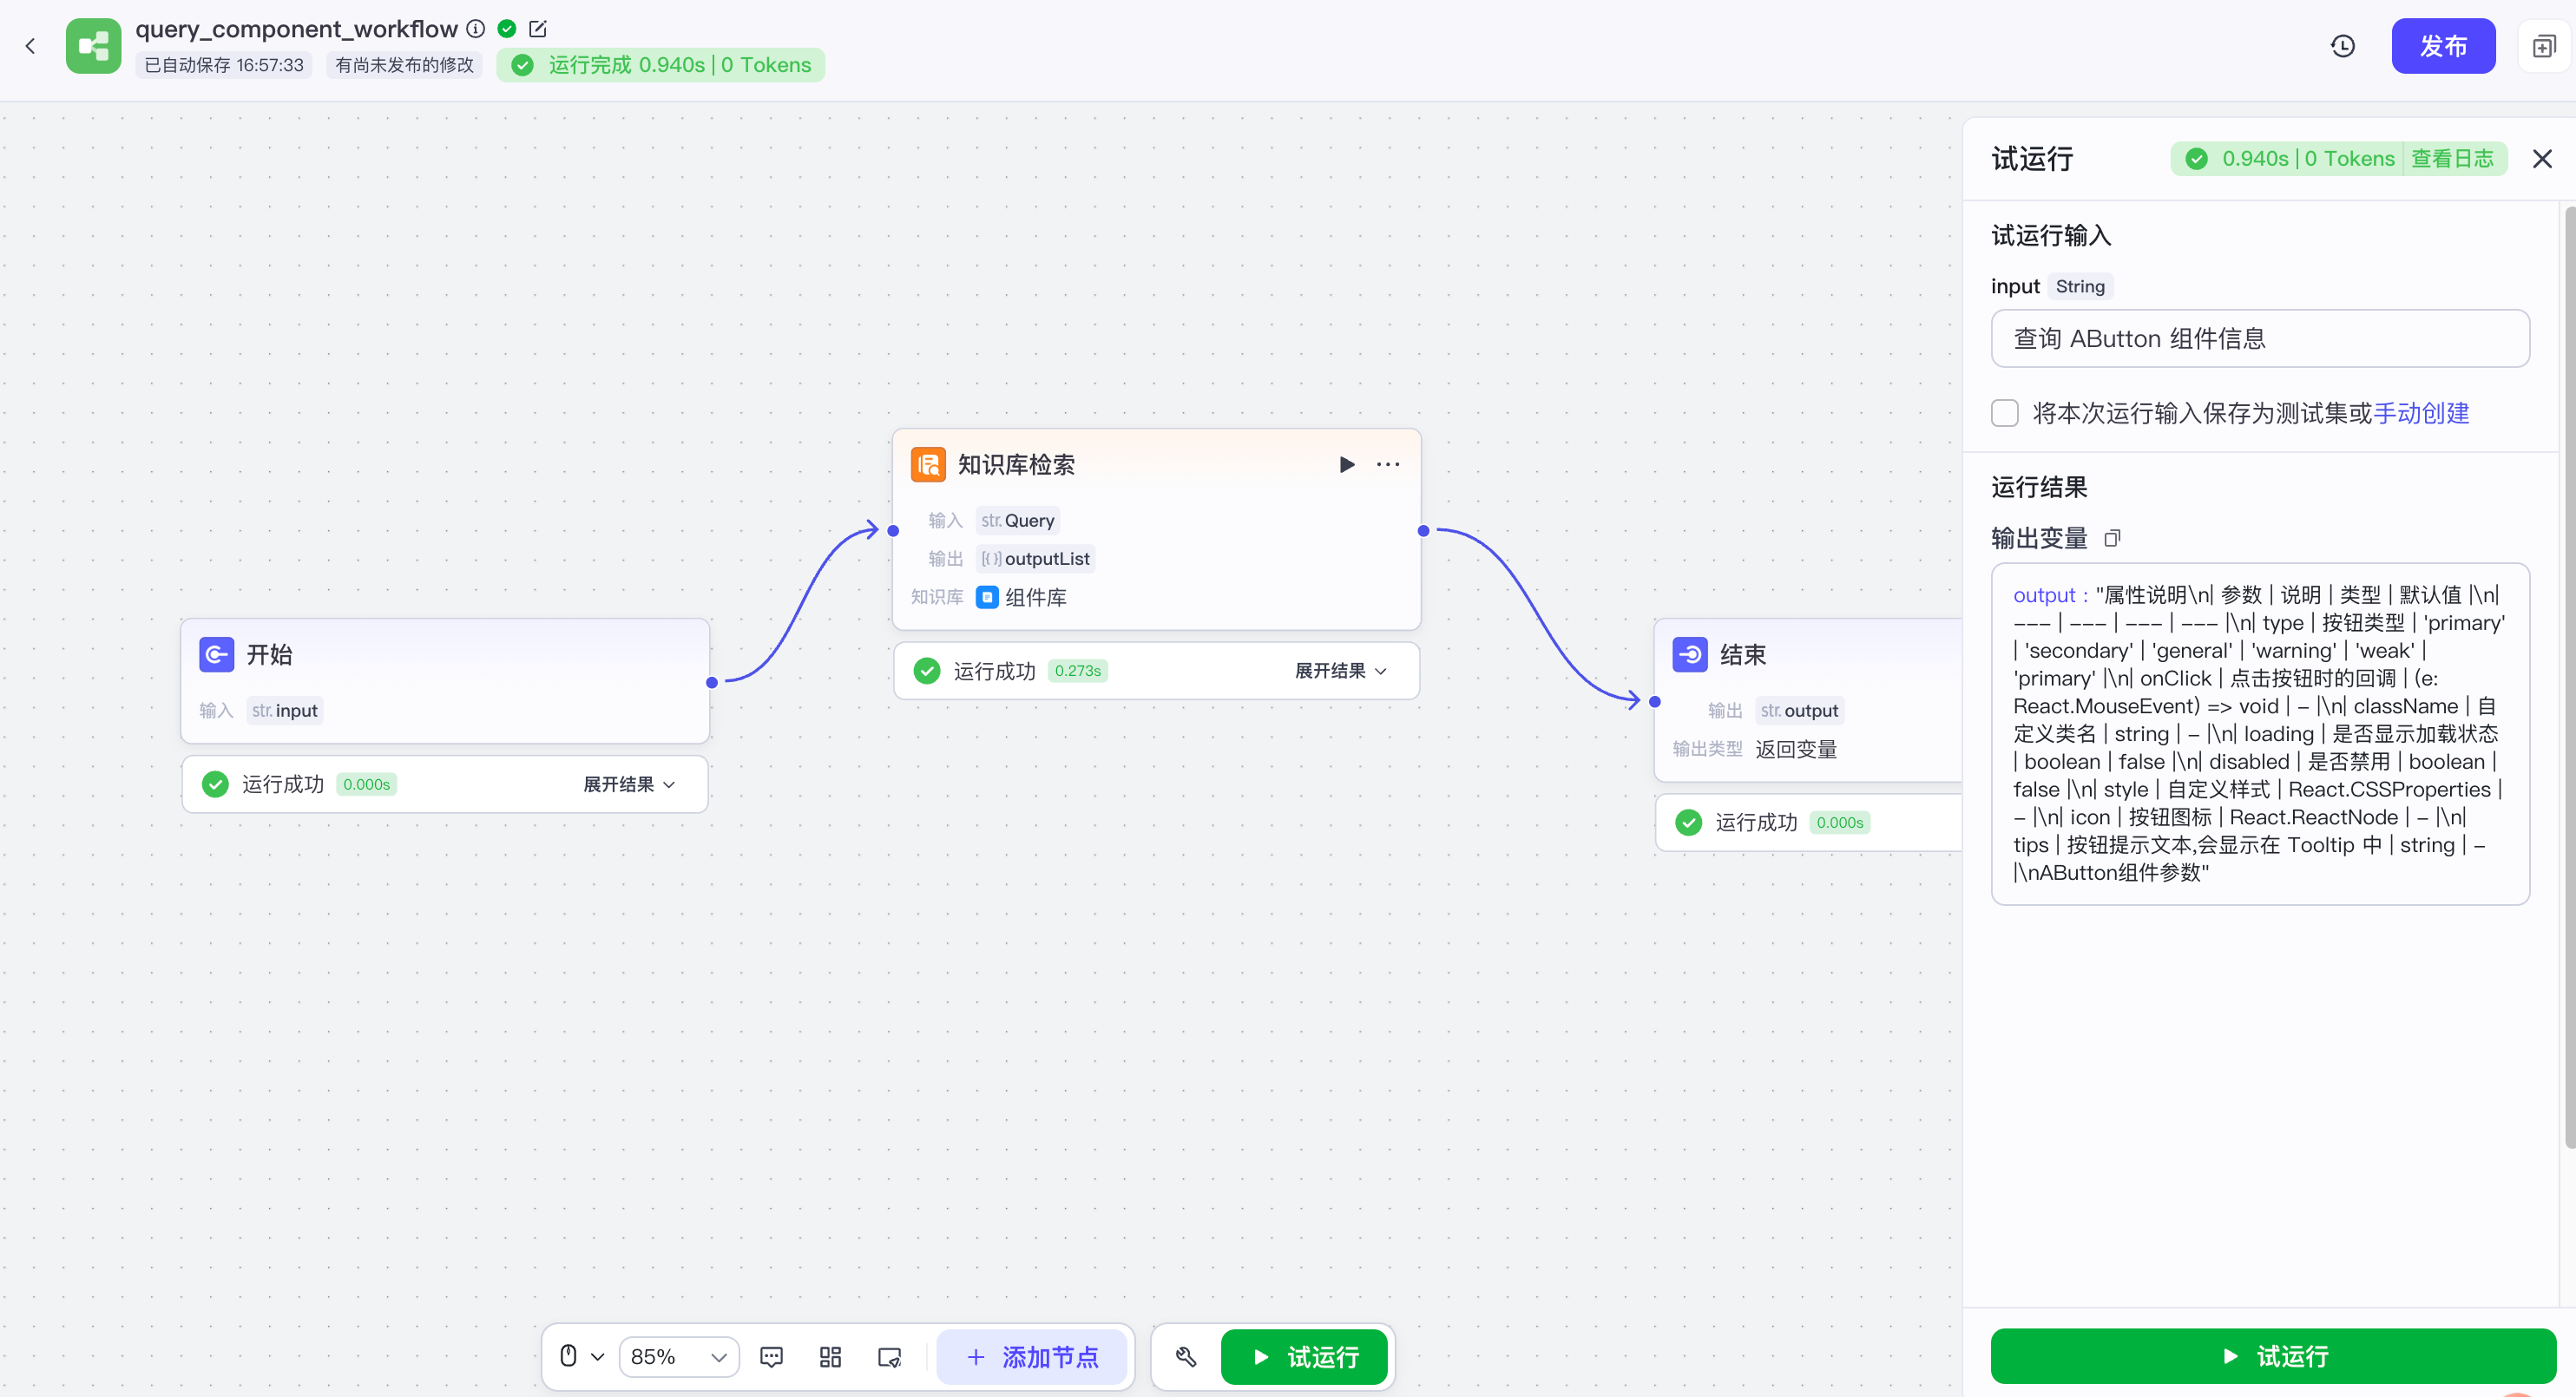 query_component_workflow
已自动保存 16:57:33
有尚未发布的修改
运行完成 0.940s | 0 Tokens
发布
开始
输入 str. input
运行成功 0.000s 展开结果
知识库检索
输入 str. Query
输出 [{}] outputList
知识库 组件库
运行成功 0.273s 展开结果
结束
输出 str. output
输出类型 返回变量
运行成功 0.000s
85%
添加节点
试运行
试运行
0.940s | 0 Tokens 查看日志
试运行输入
input String
查询 AButton 组件信息
将本次运行输入保存为测试集或手动创建
运行结果
输出变量
output : "属性说明\n| 参数 | 说明 | 类型 | 默认值 |\n|
--- | --- | --- | --- |\n| type | 按钮类型 | 'primary'
| 'secondary' | 'general' | 'warning' | 'weak' |
'primary' |\n| onClick | 点击按钮时的回调 | (e:
React.MouseEvent) => void | - |\n| className | 自
定义类名 | string | - |\n| loading | 是否显示加载状态
| boolean | false |\n| disabled | 是否禁用 | boolean |
false |\n| style | 自定义样式 | React.CSSProperties |
- |\n| icon | 按钮图标 | React.ReactNode | - |\n|
tips | 按钮提示文本,会显示在 Tooltip 中 | string | -
|\nAButton组件参数"
试运行